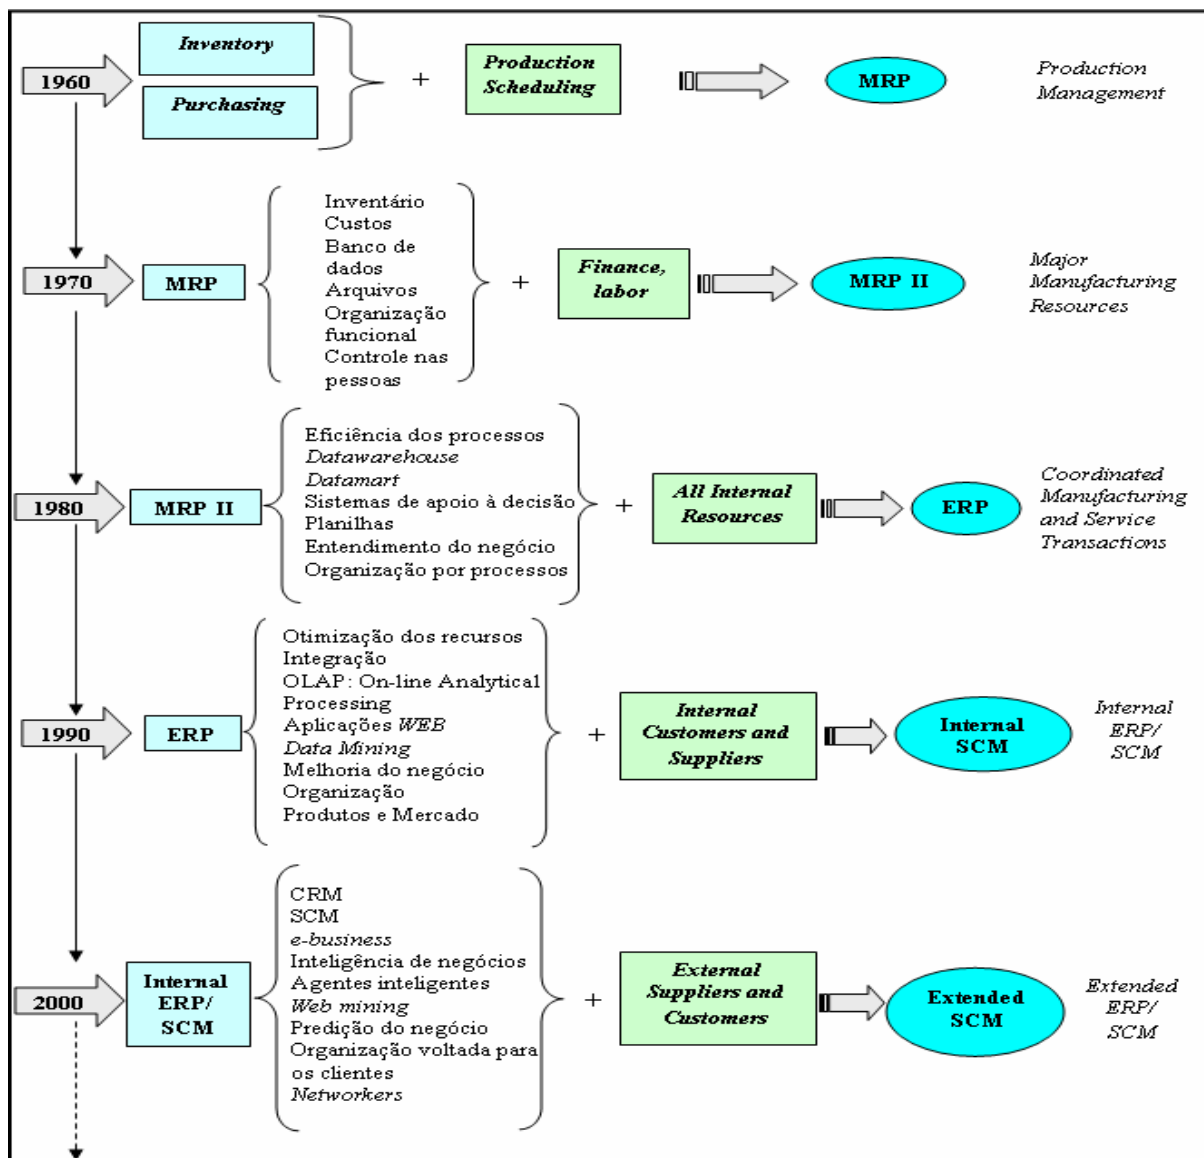 Inventory
1960
Purchasing
+
Production
Scheduling
MRP
Production
Management
1970
MRP
Inventário
Custos
Banco de
dados
Arquivos
Organização
funcional
Controle nas
pessoas
+
Finance,
labor
MRP II
Major
Manufacturing
Resources
1980
MRP II
Eficiência dos processos
Datawarehouse
Datamart
Sistemas de apoio à decisão
Planilhas
Entendimento do negócio
Organização por processos
+
All Internal
Resources
ERP
Coordinated
Manufacturing
and Service
Transactions
1990
ERP
Otimização dos recursos
Integração
OLAP: On-line Analytical
Processing
Aplicações WEB
Data Mining
Melhoria do negócio
Organização
Produtos e Mercado
+
Internal
Customers and
Suppliers
Internal
SCM
Internal
ERP/
SCM
2000
Internal
ERP/
SCM
CRM
SCM
e-business
Inteligência de negócios
Agentes inteligentes
Web mining
Predição do negócio
Organização voltada para
os clientes
Networkers
+
External
Suppliers and
Customers
Extended
SCM
Extended
ERP/
SCM